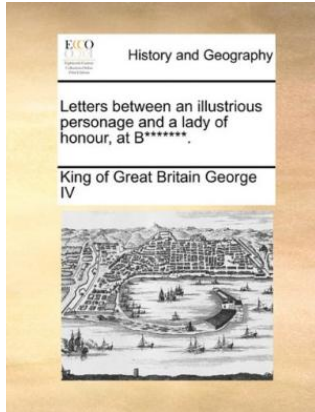 ECCO
History and Geography
Letters between an illustrious
personage and a lady of
honour, at B*******.
King of Great Britain George
IV